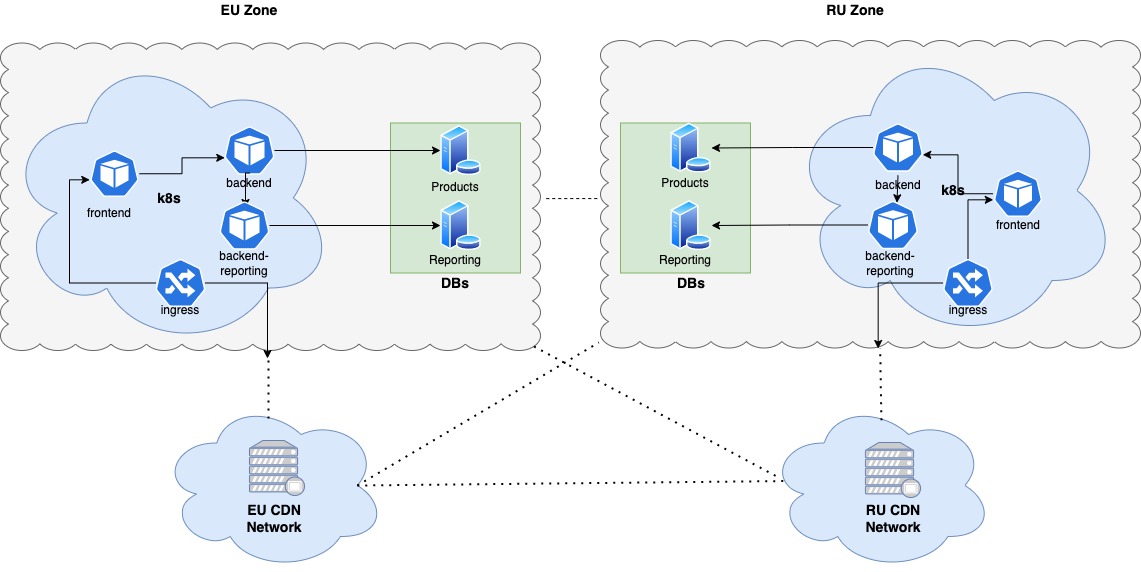 EU Zone
RU Zone
backend
frontend
k8s
Products
backend-
reporting
Reporting
DBs
ingress
Products
backend
k8s
frontend
backend-
reporting
Reporting
DBs
ingress
EU CDN
Network
RU CDN
Network